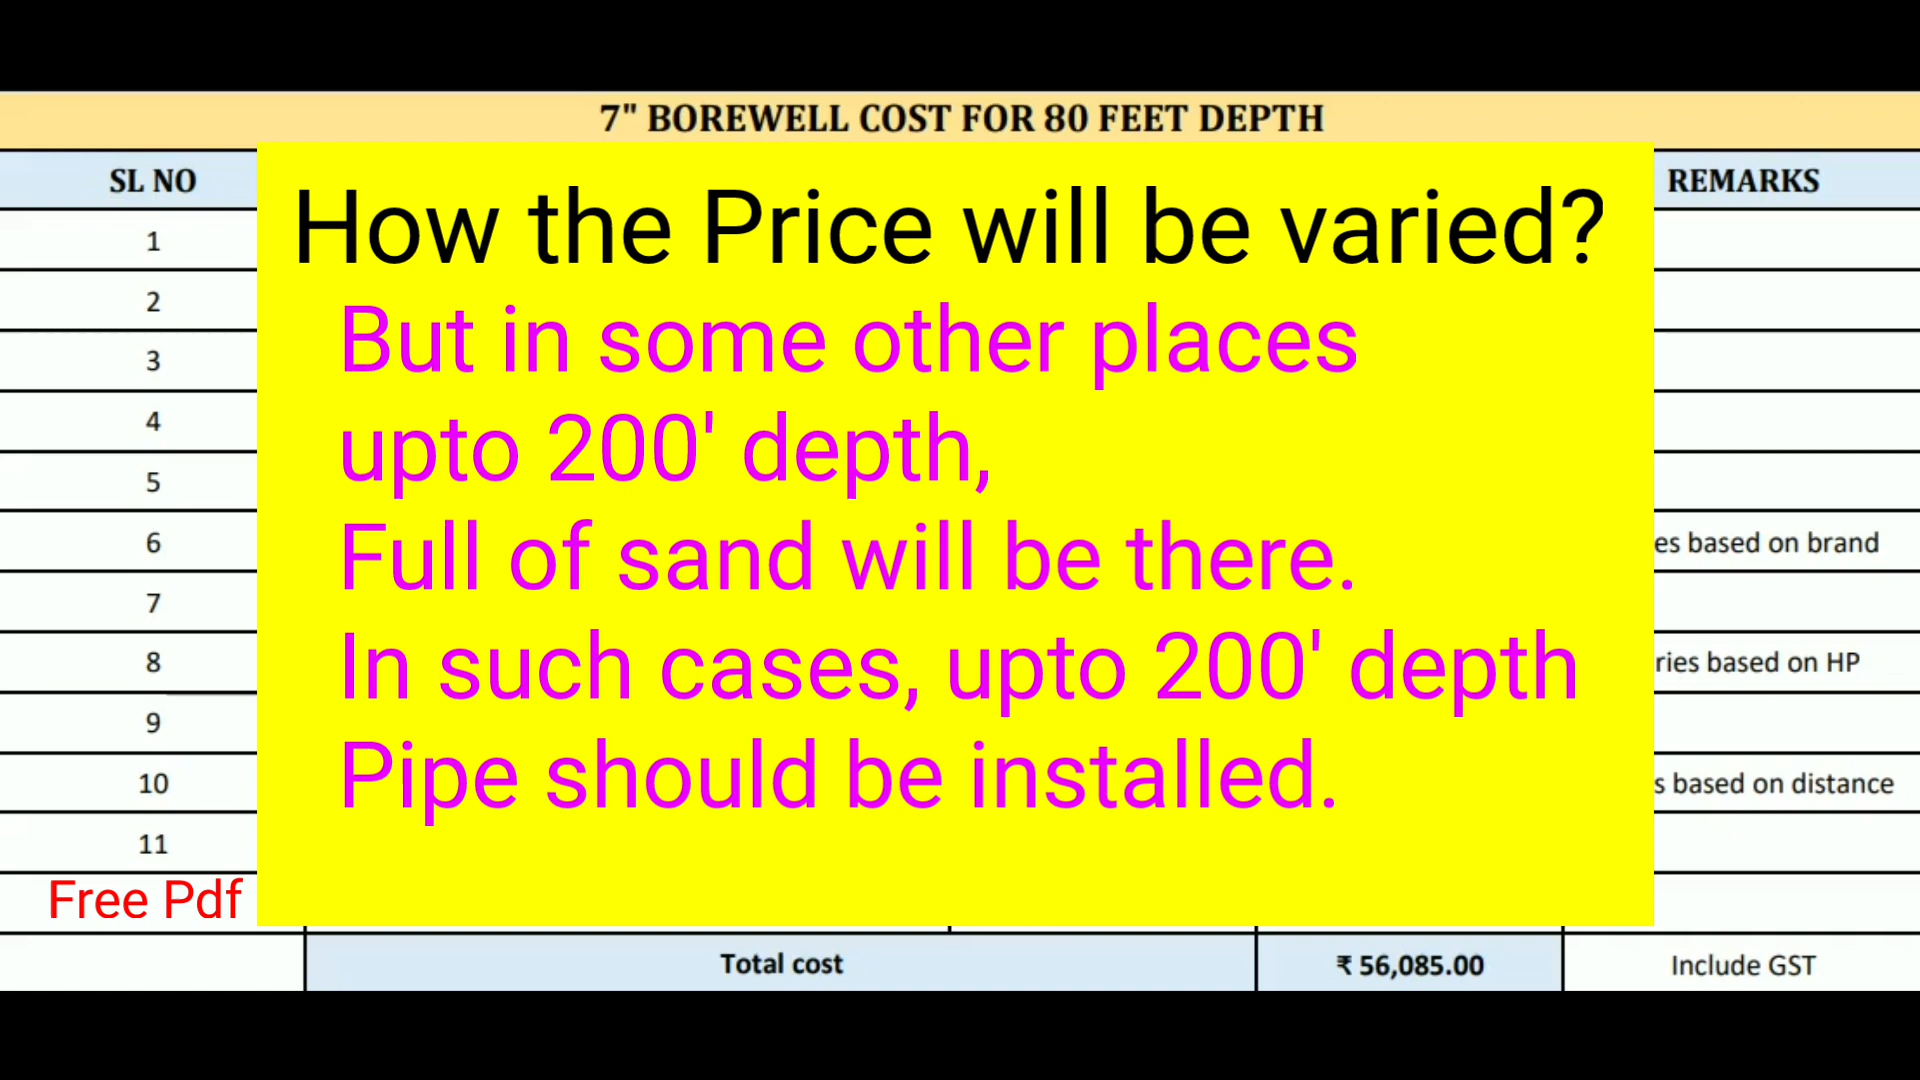 7" BOREWELL COST FOR 80 FEET DEPTH
SL NO
REMARKS
How the Price will be varied?
But in some other places
upto 200' depth,
Full of sand will be there.
In such cases, upto 200' depth
Pipe should be installed.
1
2
3
4
5
6
based on brand
7
8
based on HP
9
10
based on distance
11
Free Pdf
Total cost
₹ 56,085.00
Include GST